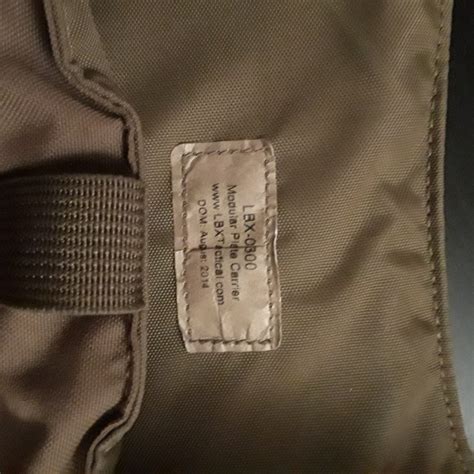 LBX-0300
Modular Plate Carrier
www.LBXTactical.com
DOM: August 2014